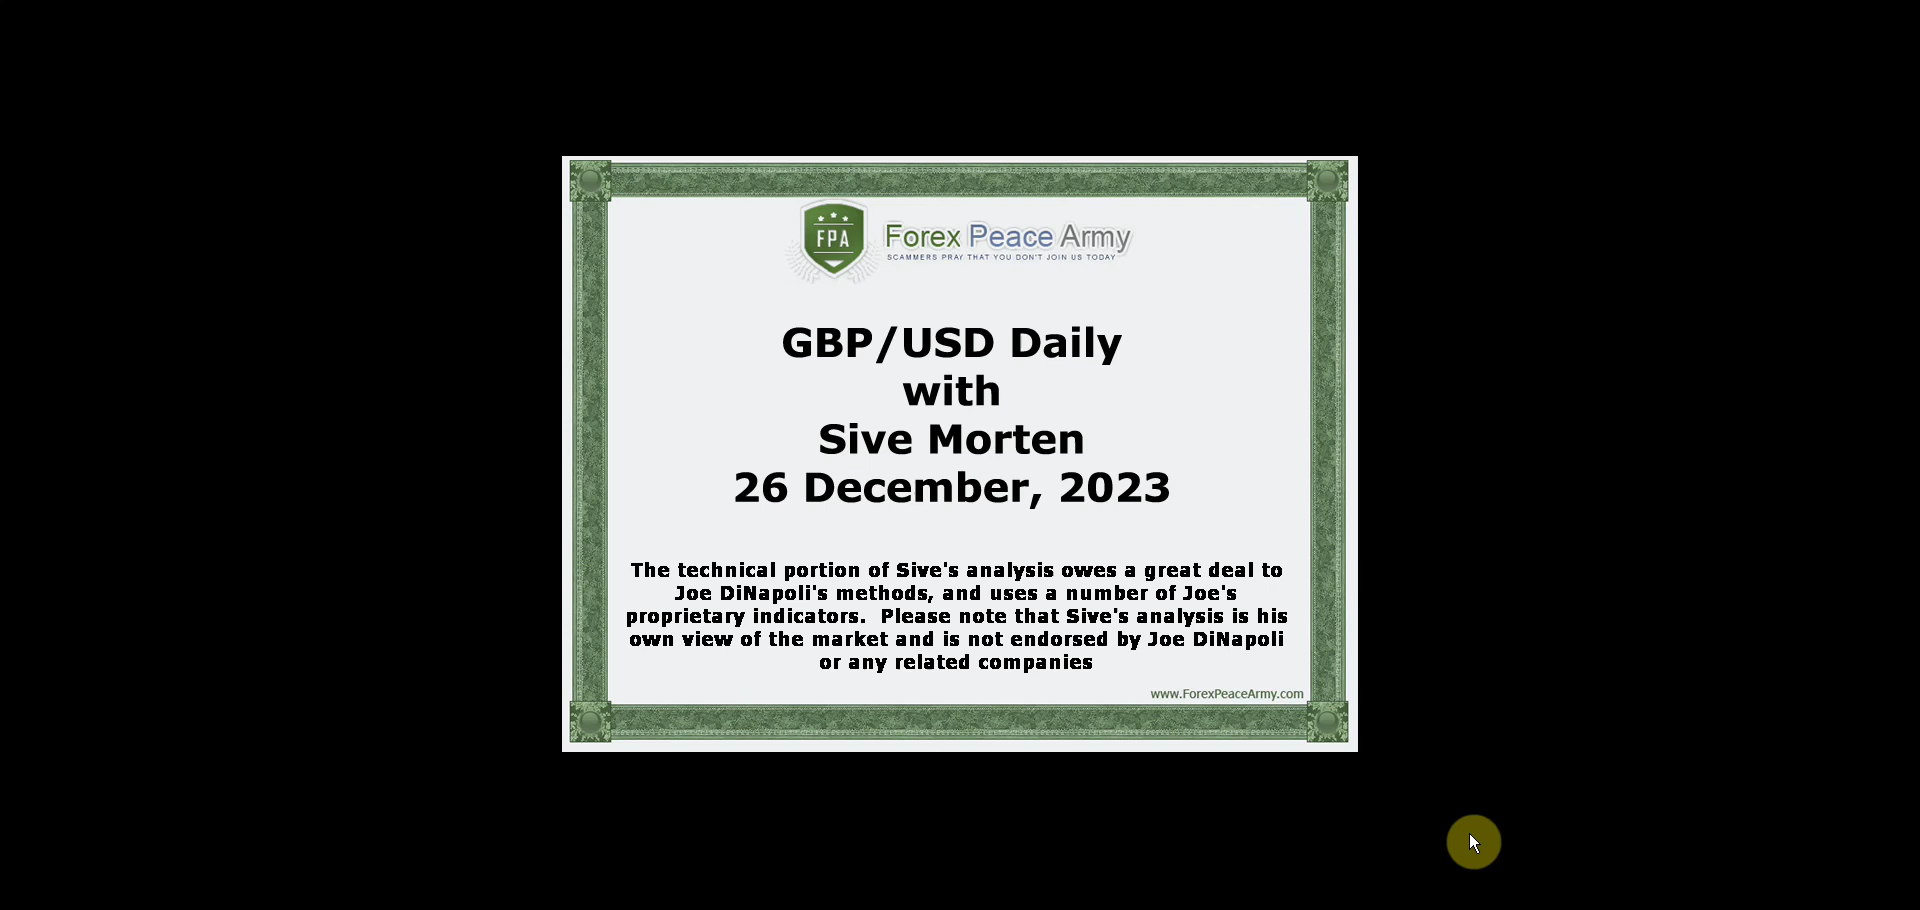 FPA
Forex Peace Army
SCAMMERS PRAY THAT YOU DON'T JOIN US TODAY
GBP/USD Daily
with
Sive Morten
26 December, 2023
The technical portion of Sive's analysis owes a great deal to
Joe DiNapoli's methods, and uses a number of Joe's
proprietary indicators.  Please note that Sive's analysis is his
own view of the market and is not endorsed by Joe DiNapoli
or any related companies
www.ForexPeaceArmy.com